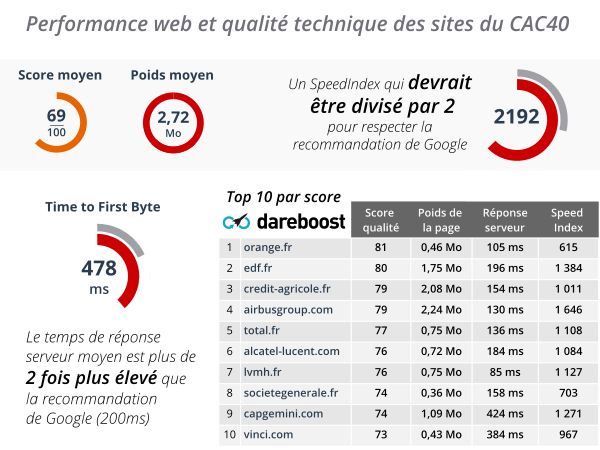 Performance web et qualité technique des sites du CAC40
Score moyen
69
100
Poids moyen
2,72
Mo
Un SpeedIndex qui devrait
être divisé par 2
pour respecter la
recommandation de Google
2192
Time to First Byte
478
ms
Le temps de réponse
serveur moyen est plus de
2 fois plus élevé que
la recommandation
de Google (200ms)
Top 10 par score
dareboost
Score qualité Poids de la page Réponse serveur Speed Index
1 orange.fr 81 0,46 Mo 105 ms 615
2 edf.fr 80 1,75 Mo 196 ms 1 384
3 credit-agricole.fr 79 2,08 Mo 154 ms 1 011
4 airbusgroup.com 79 2,24 Mo 130 ms 1 646
5 total.fr 77 0,75 Mo 136 ms 1 108
6 alcatel-lucent.com 76 0,72 Mo 184 ms 1 084
7 lvmh.fr 76 0,75 Mo 85 ms 1 127
8 societegenerale.fr 74 0,36 Mo 158 ms 703
9 capgemini.com 74 1,09 Mo 424 ms 1 271
10 vinci.com 73 0,43 Mo 384 ms 967